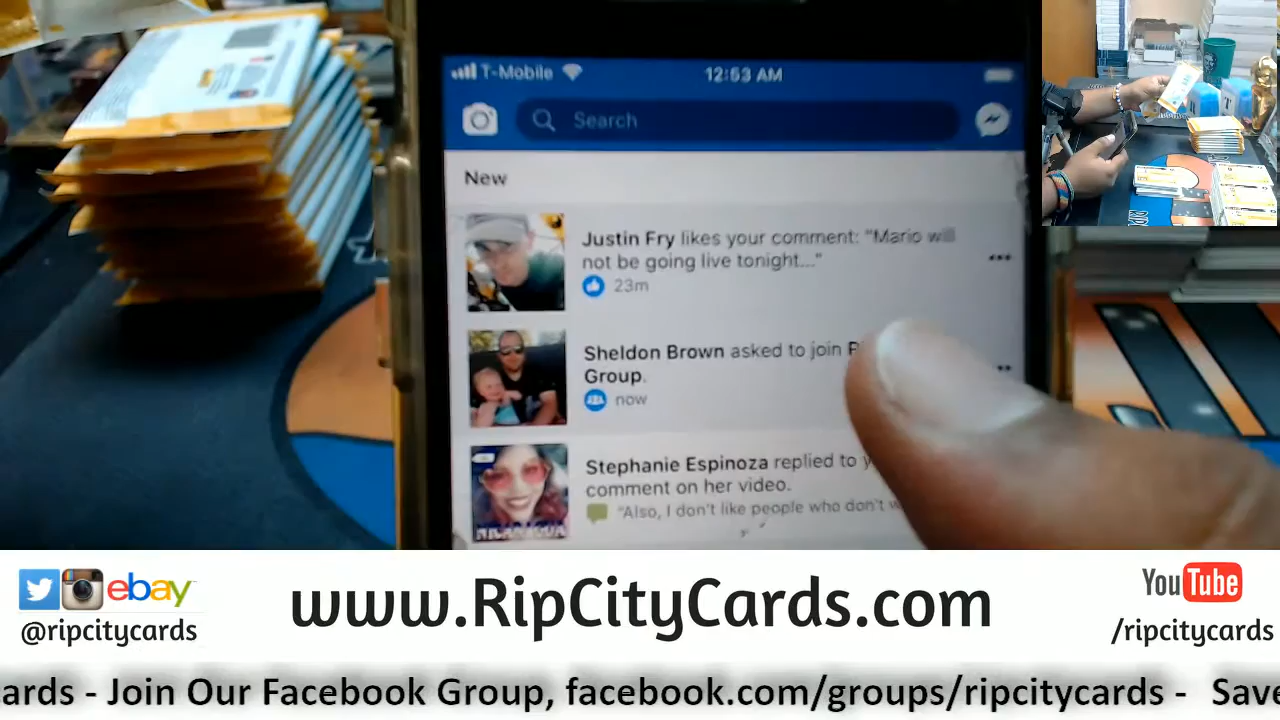 T-Mobile
12:53 AM
Search
New
Justin Fry likes your comment: "Mario will
not be going live tonight..."
23m
Sheldon Brown asked to join
Group.
now
Stephanie Espinoza replied to
comment on her video.
"Also, I don't like people who don't
ebay
@ripcitycards
www.RipCityCards.com
YouTube
/ripcitycards
cards - Join Our Facebook Group, facebook.com/groups/ripcitycards - Save